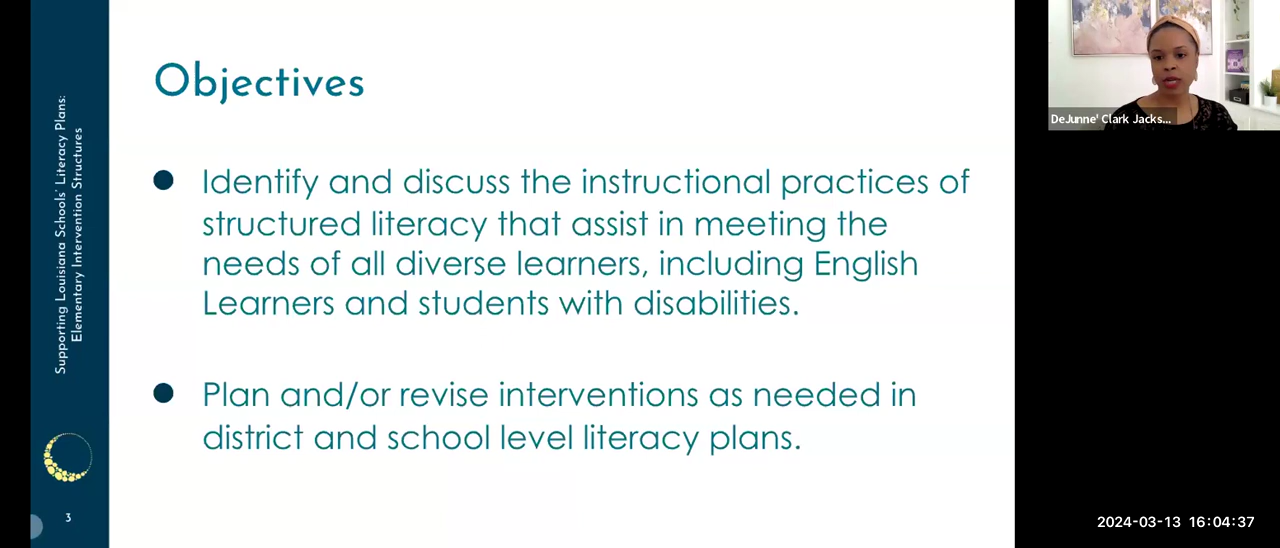 Supporting Louisiana Schools' Literacy Plans:
Elementary Intervention Structures
3
Objectives
Identify and discuss the instructional practices of
structured literacy that assist in meeting the
needs of all diverse learners, including English
Learners and students with disabilities.
Plan and/or revise interventions as needed in
district and school level literacy plans.
DeJunne' Clark Jacks...
2024-03-13 16:04:37